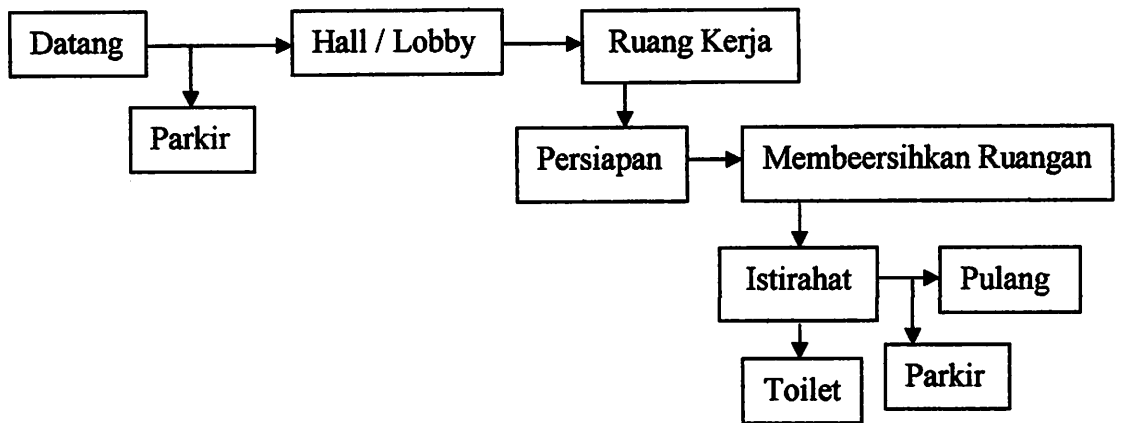 Datang
Hall / Lobby
Ruang Kerja
Parkir
Persiapan
Membeersihkan Ruangan
Istirahat
Pulang
Toilet
Parkir